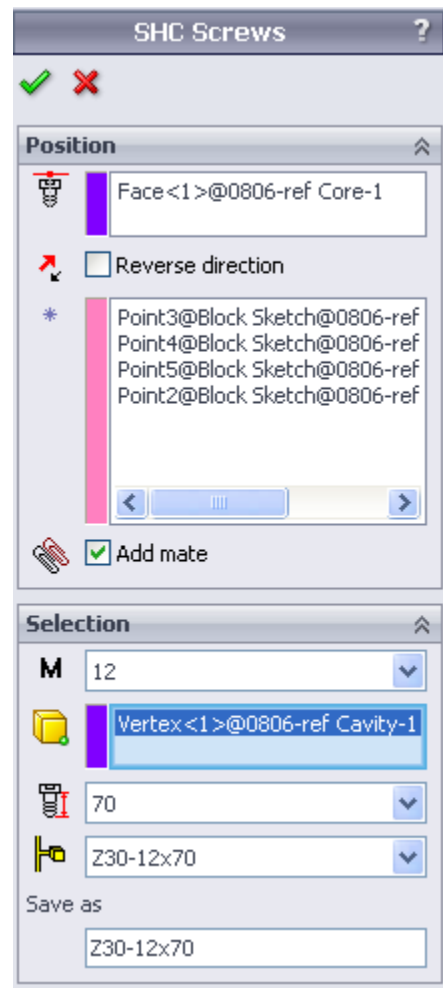 SHC Screws ?
Position
Face<1>@0806-ref Core-1
Reverse direction
Point3@Block Sketch@0806-ref
Point4@Block Sketch@0806-ref
Point5@Block Sketch@0806-ref
Point2@Block Sketch@0806-ref
Add mate
Selection
M 12
Vertex<1>@0806-ref Cavity-1
70
Z30-12x70
Save as
Z30-12x70